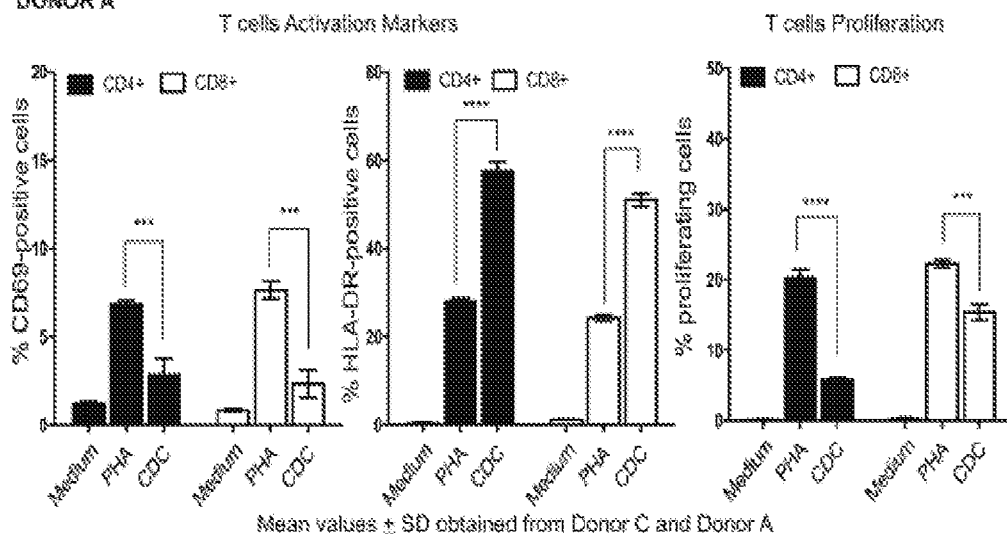 DONOR A
T cells Activation Markers
T cells Proliferation
% CD69-positive cells
20
15
10
5
0
CD4+ CD8+
***
***
Medium PHA CDC Medium PHA CDC
% HLA-DR-positive cells
80
60
40
20
0
CD4+ CD8+
****
****
Medium PHA CDC Medium PHA CDC
% proliferating cells
50
40
30
20
10
0
CD4+ CD8+
****
***
Medium PHA CDC Medium PHA CDC
Mean values ± SD obtained from Donor C and Donor A